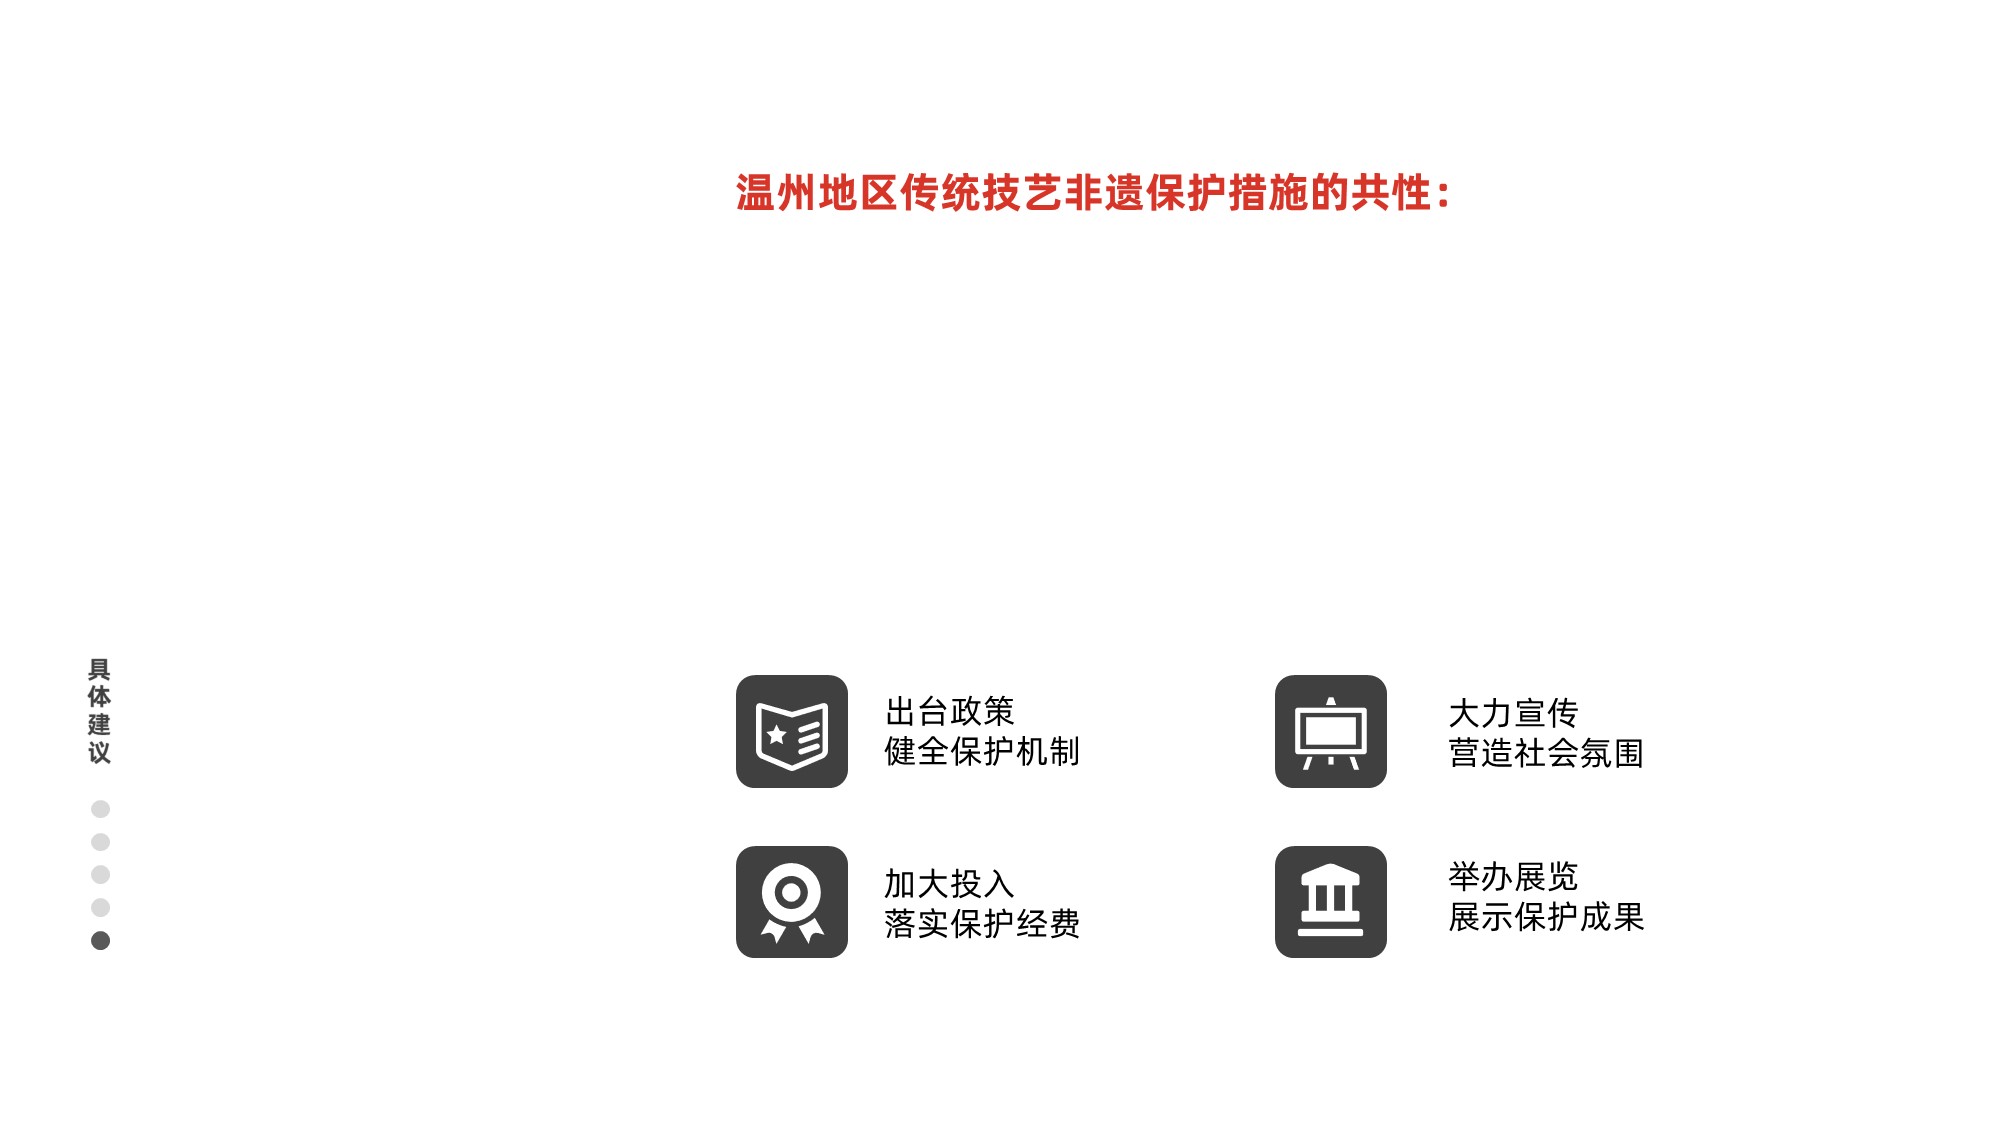 温州地区传统技艺非遗保护措施的共性：
具体建议
出台政策
健全保护机制
大力宣传
营造社会氛围
加大投入
落实保护经费
举办展览
展示保护成果